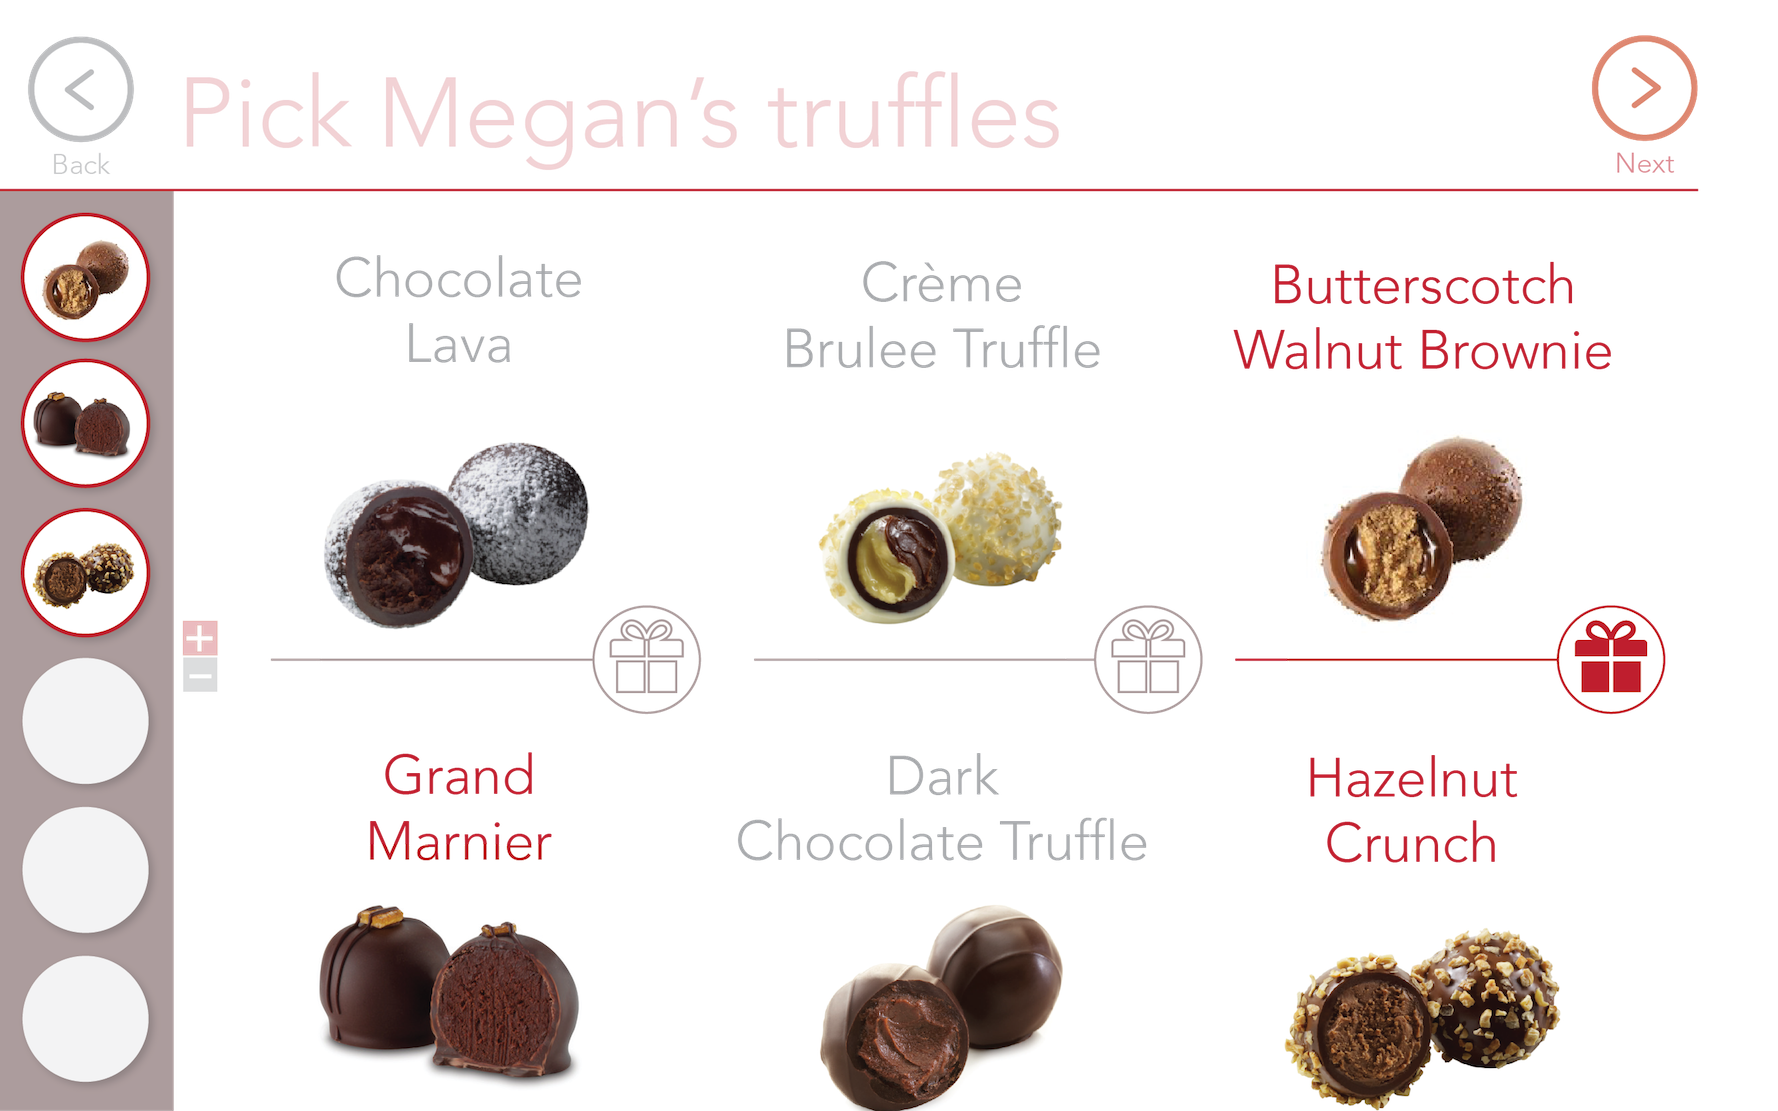 Pick Megan’s truffles
Back
Next
Chocolate
Lava
Crème
Brulee Truffle
Butterscotch
Walnut Brownie
+
−
Grand
Marnier
Dark
Chocolate Truffle
Hazelnut
Crunch